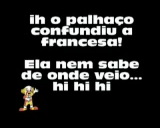 ih o palhaço
confundiu a
francesa!
Ela nem sabe
de onde veio...
hi hi hi